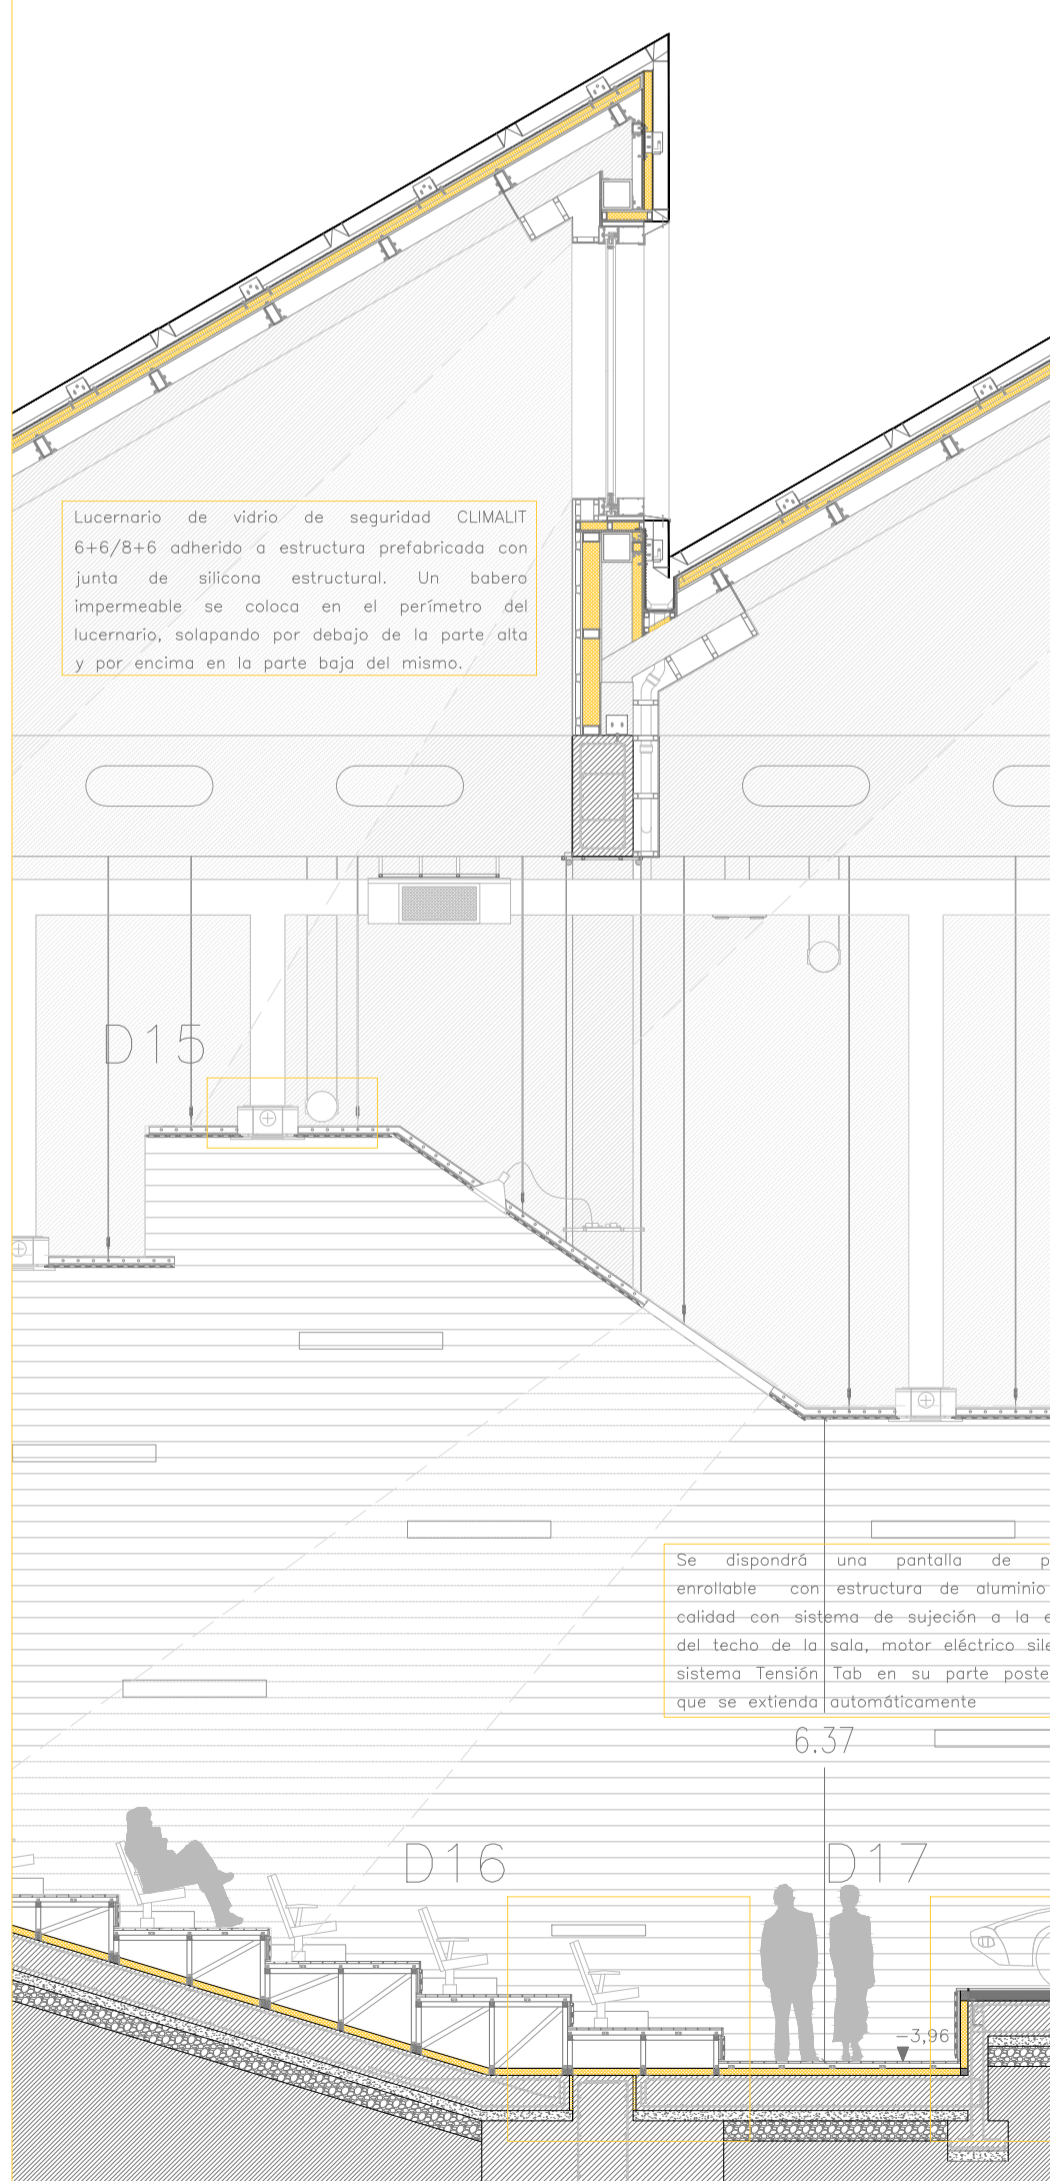 Lucernario de vidrio de seguridad CLIMALIT
6+6/8+6 adherido a estructura prefabricada con
junta de silicona estructural. Un babero
impermeable se coloca en el perímetro del
lucernario, solapando por debajo de la parte alta
y por encima en la parte baja del mismo.
D15
Se dispondrá una pantalla de p
enrollable con estructura de aluminio
calidad con sistema de sujeción a la e
del techo de la sala, motor eléctrico sile
sistema Tensión Tab en su parte poste
que se extienda automáticamente
6.37
D16
D17
-3,96